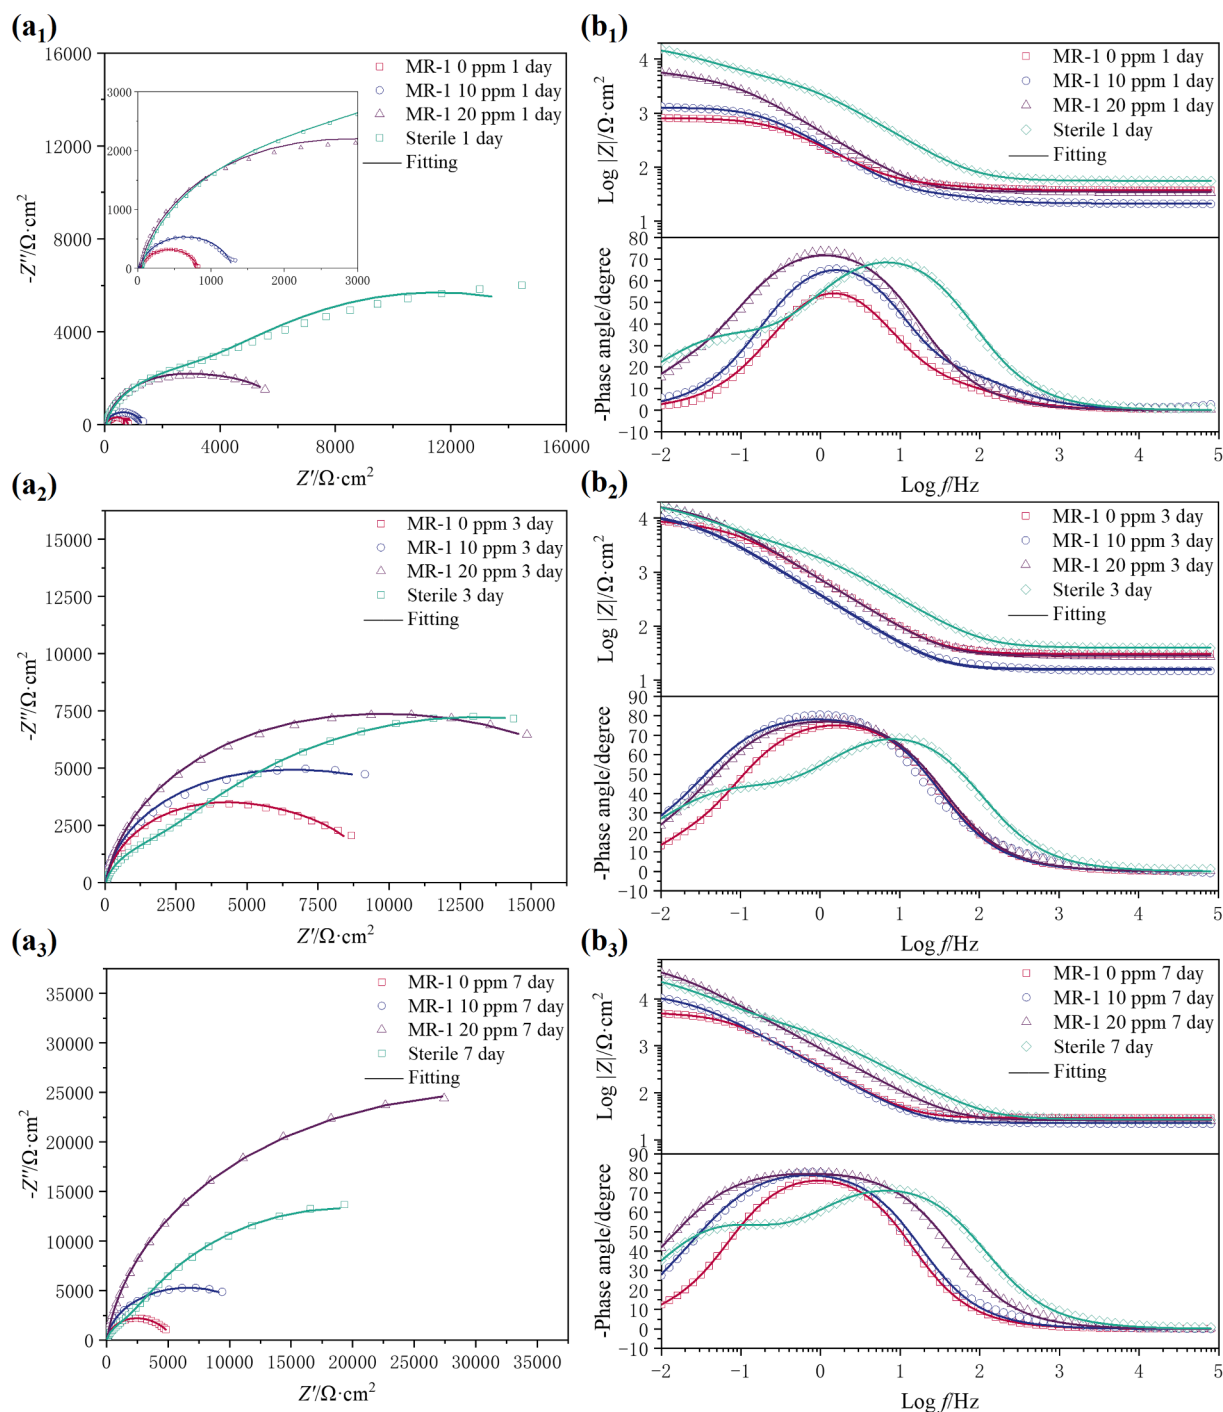 (a1)
16000
12000
8000
4000
0
-Z''/Ω·cm2
MR-1 0 ppm 1 day
MR-1 10 ppm 1 day
MR-1 20 ppm 1 day
Sterile 1 day
Fitting
3000
2000
1000
0
0 1000 2000 3000
0 4000 8000 12000 16000
Z'/Ω·cm2
(b1)
4
3
2
1
Log |Z|/Ω·cm2
MR-1 0 ppm 1 day
MR-1 10 ppm 1 day
MR-1 20 ppm 1 day
Sterile 1 day
Fitting
80
70
60
50
40
30
20
10
0
−10
-Phase angle/degree
−2 −1 0 1 2 3 4 5
Log f/Hz
(a2)
15000
12500
10000
7500
5000
2500
0
-Z''/Ω·cm2
MR-1 0 ppm 3 day
MR-1 10 ppm 3 day
MR-1 20 ppm 3 day
Sterile 3 day
Fitting
0 2500 5000 7500 10000 12500 15000
Z'/Ω·cm2
(b2)
4
3
2
1
Log |Z|/Ω·cm2
MR-1 0 ppm 3 day
MR-1 10 ppm 3 day
MR-1 20 ppm 3 day
Sterile 3 day
Fitting
90
80
70
60
50
40
30
20
10
0
−10
-Phase angle/degree
−2 −1 0 1 2 3 4 5
Log f/Hz
(a3)
35000
30000
25000
20000
15000
10000
5000
0
-Z''/Ω·cm2
MR-1 0 ppm 7 day
MR-1 10 ppm 7 day
MR-1 20 ppm 7 day
Sterile 7 day
Fitting
0 5000 10000 15000 20000 25000 30000 35000
Z'/Ω·cm2
(b3)
4
3
2
1
Log |Z|/Ω·cm2
MR-1 0 ppm 7 day
MR-1 10 ppm 7 day
MR-1 20 ppm 7 day
Sterile 7 day
Fitting
90
80
70
60
50
40
30
20
10
0
−10
-Phase angle/degree
−2 −1 0 1 2 3 4 5
Log f/Hz